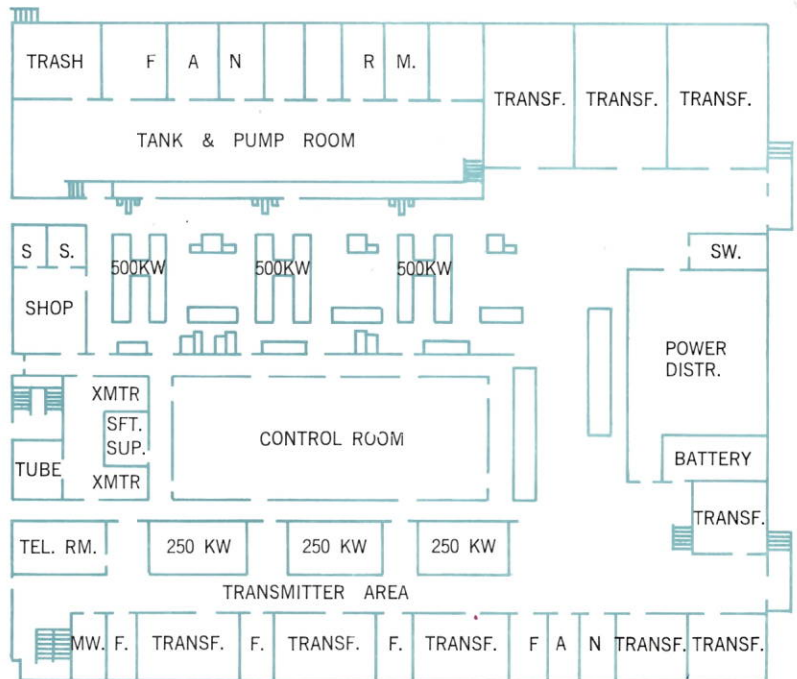 TRASH
F A N R M.
TRANSF. TRANSF. TRANSF.
TANK & PUMP ROOM
S S.
SW.
500KW 500KW 500KW
SHOP
POWER
DISTR.
XMTR
SFT.
SUP.
CONTROL ROOM
TUBE
XMTR
BATTERY
TRANSF.
TEL. RM. 250 KW 250 KW 250 KW
TRANSMITTER AREA
MW. F. TRANSF. F. TRANSF. F. TRANSF. F A N TRANSF. TRANSF.